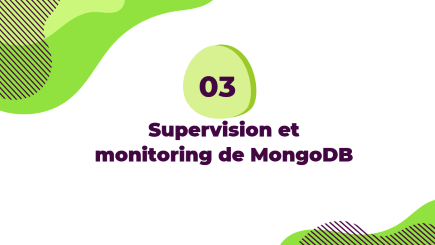 03
Supervision et
monitoring de MongoDB